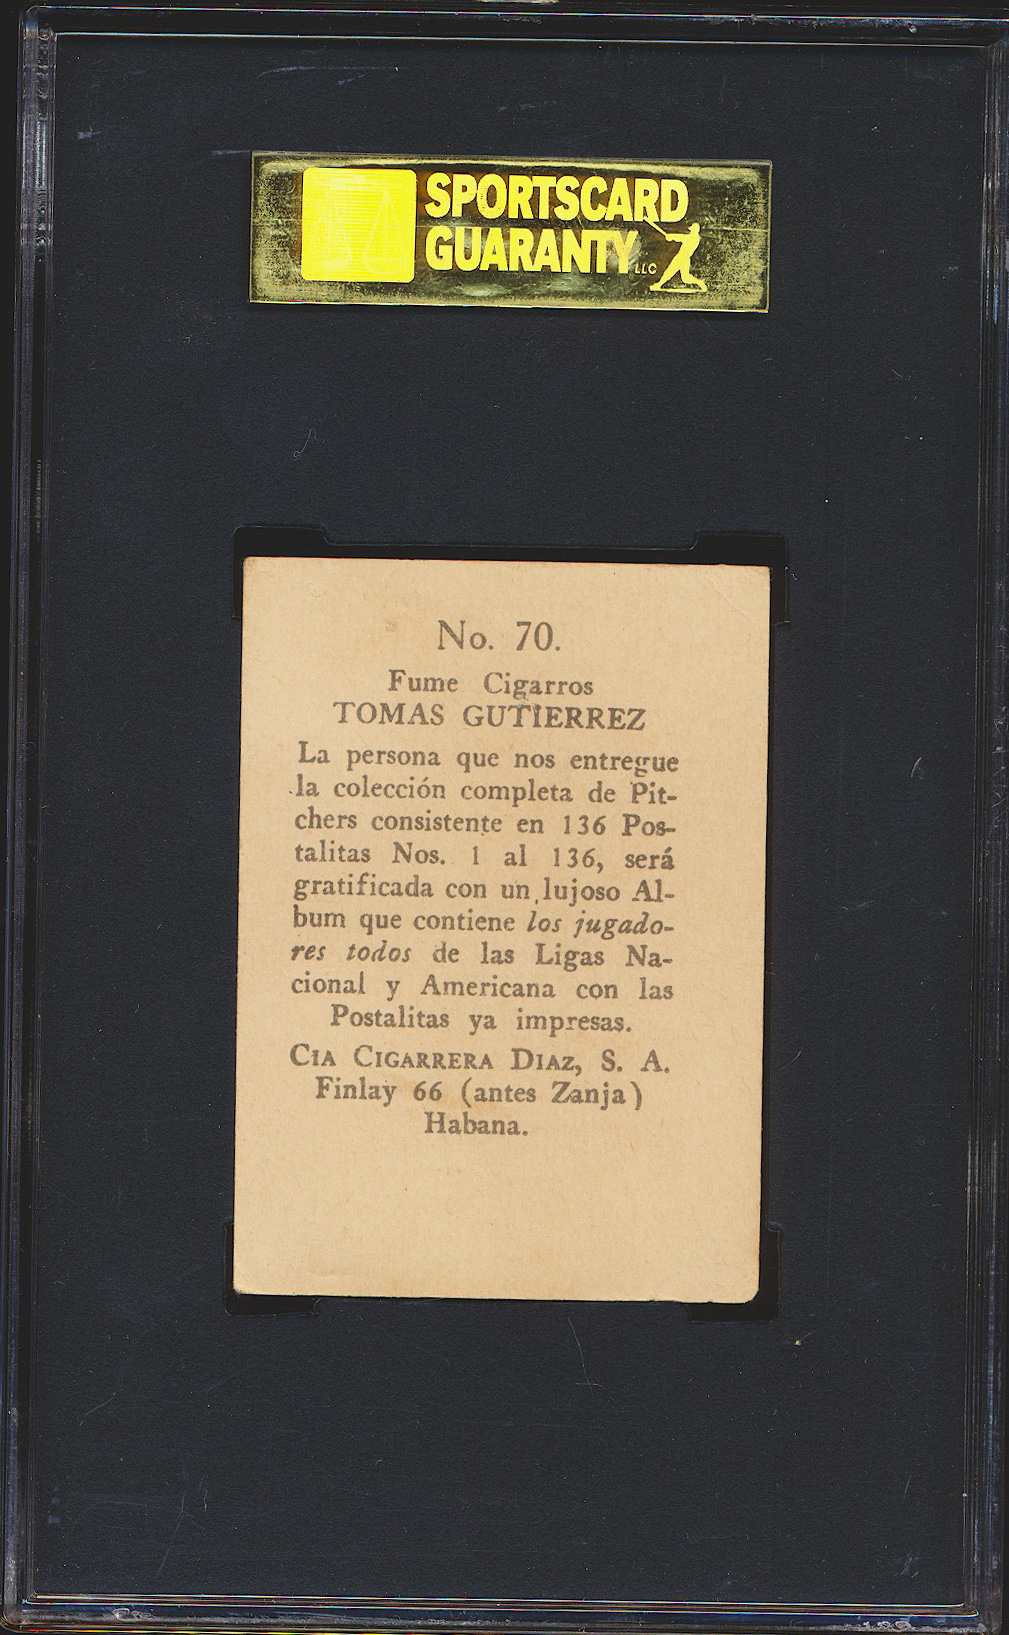 SPORTSCARD
GUARANTY LLC
No. 70.
Fume Cigarros
TOMAS GUTIERREZ
La persona que nos entregue
la colección completa de Pit-
chers consistente en 136 Pos-
talitas Nos. 1 al 136, será
gratificada con un lujoso Al-
bum que contiene los jugado-
res todos de las Ligas Na-
cional y Americana con las
Postalitas ya impresas.
CIA CIGARRERA DIAZ, S. A.
Finlay 66 (antes Zanja)
Habana.